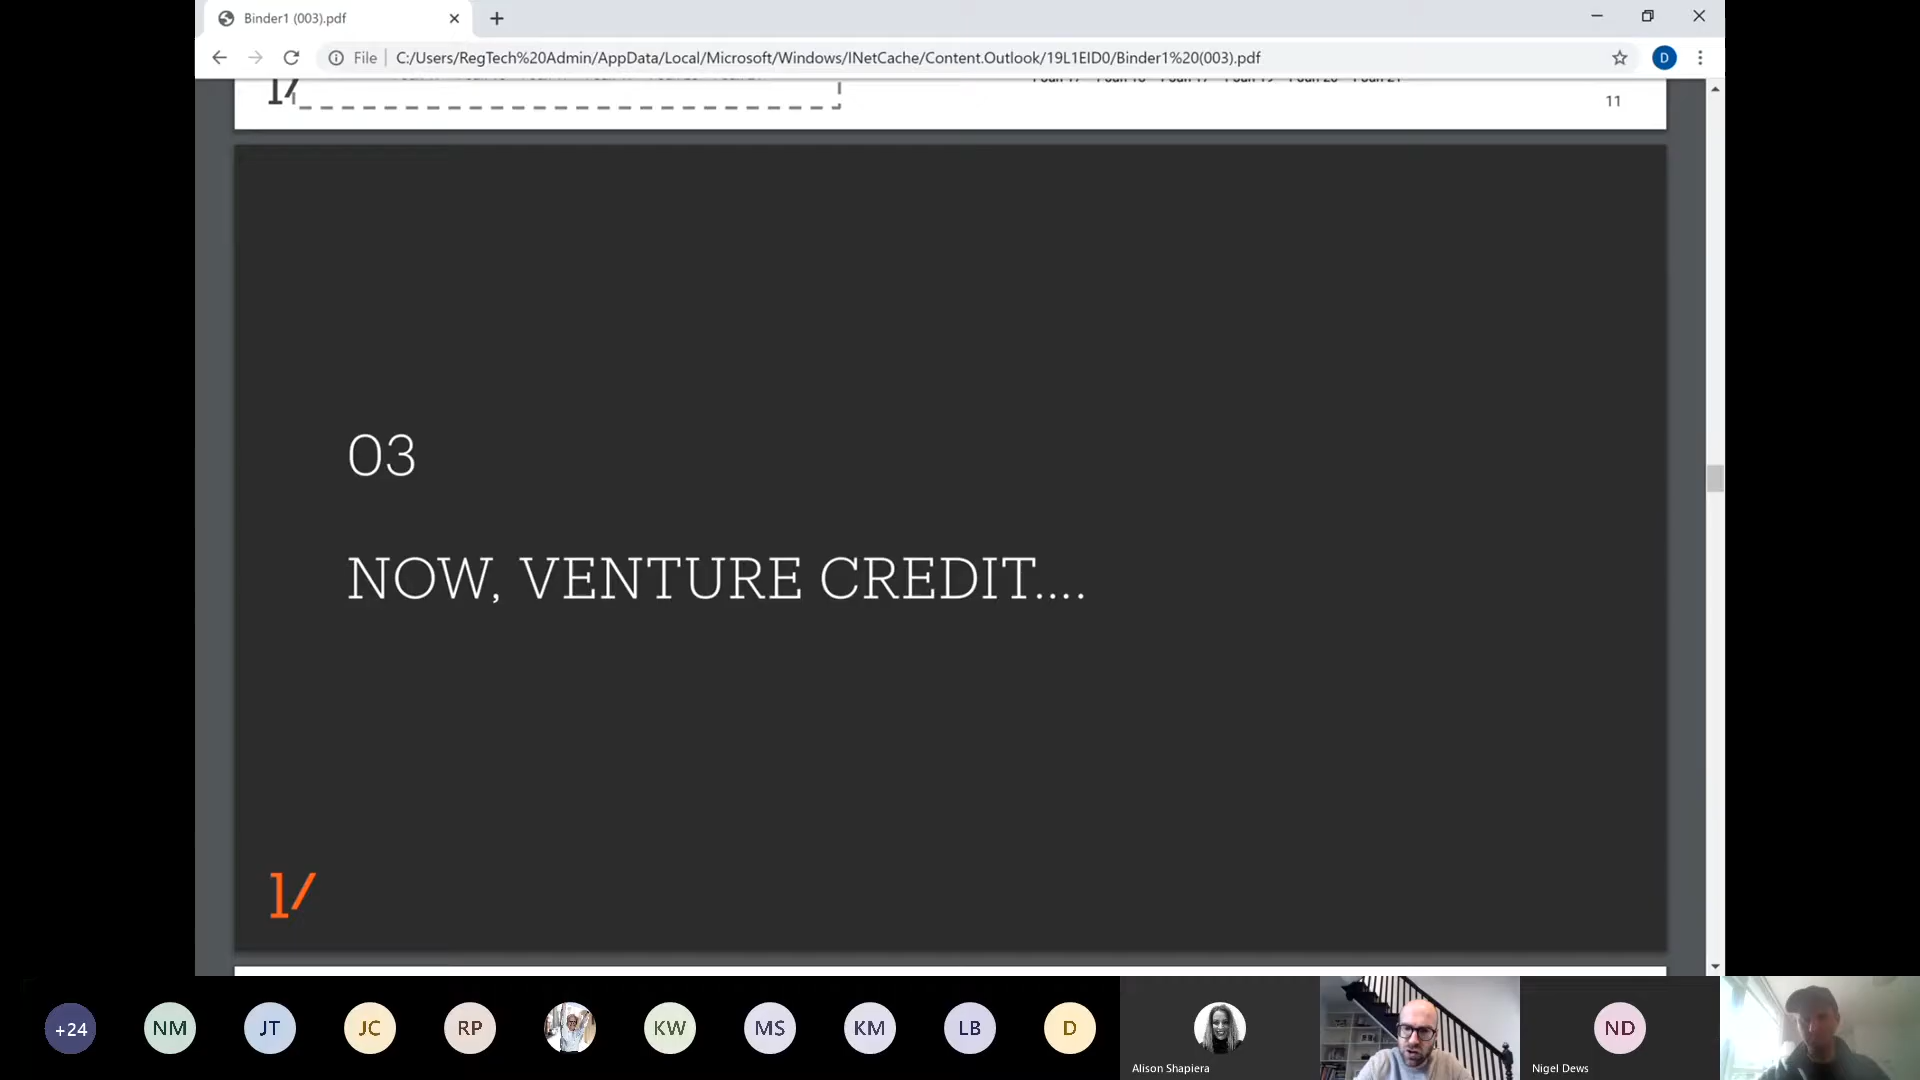 Binder1 (003).pdf
File | C:/Users/RegTech%20Admin/AppData/Local/Microsoft/Windows/INetCache/Content.Outlook/19L1EID0/Binder1%20(003).pdf
D
1/
11
03
NOW, VENTURE CREDIT....
1/
+24
NM
JT
JC
RP
KW
MS
KM
LB
D
ND
Alison Shapiera
Nigel Dews